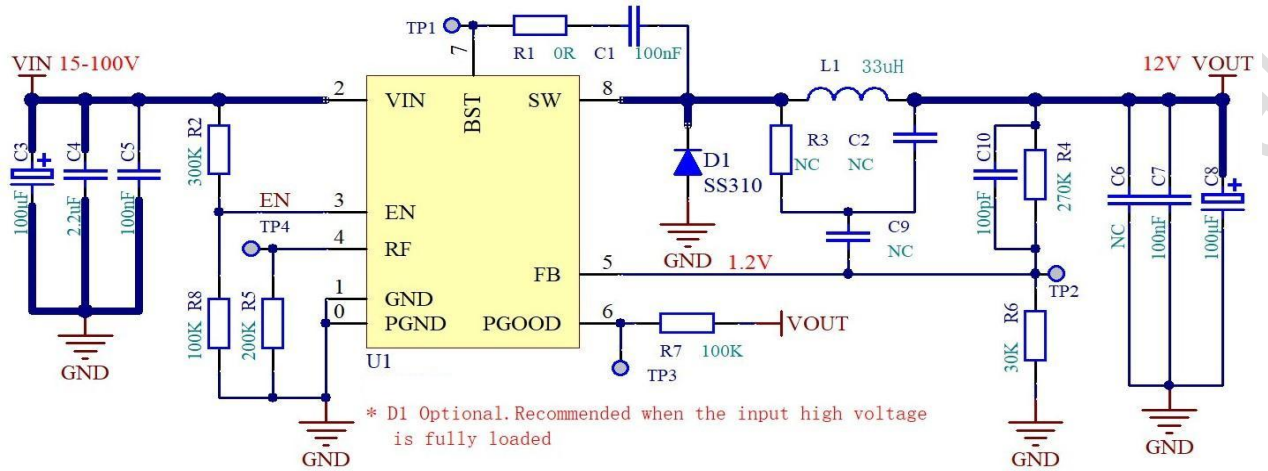 VIN 15-100V
TP1
7
R1 0R C1 100nF
L1 33uH
12V VOUT
2 VIN
BST
SW 8
C3 100μF
C4 2.2uF
C5 100nF
R2 300K
EN
3 EN
TP4
4 RF
1 GND
0 PGND
R8 100K
R5 200K
U1
D1
SS310
GND
R3 NC
C2 NC
C9
NC
FB 5
1.2V
PGOOD 6
R7 100K
VOUT
TP3
C10 100pF
R4 270K
TP2
R6 30K
C6 NC
C7 100nF
C8 100μF
GND
GND
GND
GND
* D1 Optional.Recommended when the input high voltage
is fully loaded